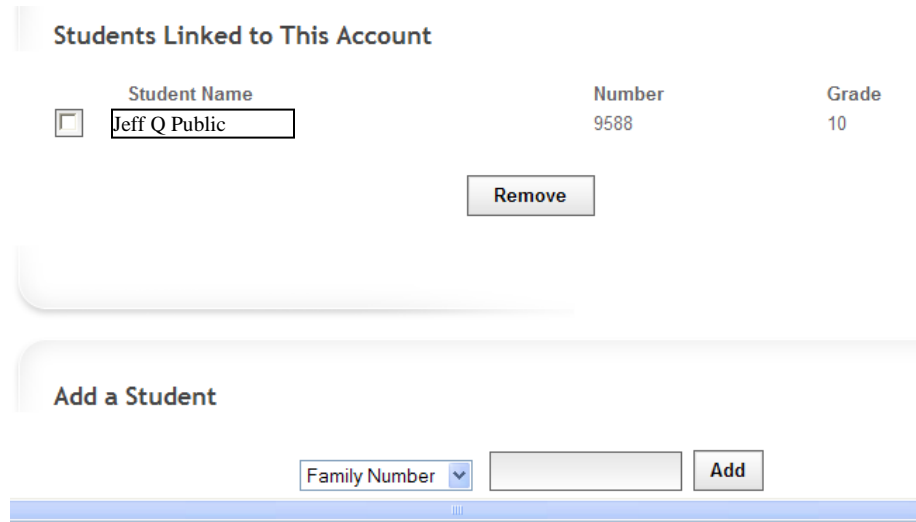 Students Linked to This Account
Student Name Number Grade
Jeff Q Public 9588 10
Remove
Add a Student
Family Number Add